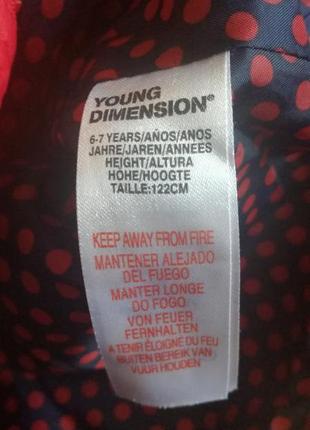 YOUNG
DIMENSION®
6-7 YEARS/AÑOS/ANOS
JAHRE/JAREN/ANNEES
HEIGHT/ALTURA
HÖHE/HOOGTE
TAILLE:122CM
KEEP AWAY FROM FIRE
MANTENER ALEJADO
DEL FUEGO
MANTER LONGE
DO FOGO
VON FEUER
FERNHALTEN
A TENIR ÉLOIGNE DU FEU
BUITEN BEREIK VAN
VUUR HOUDEN